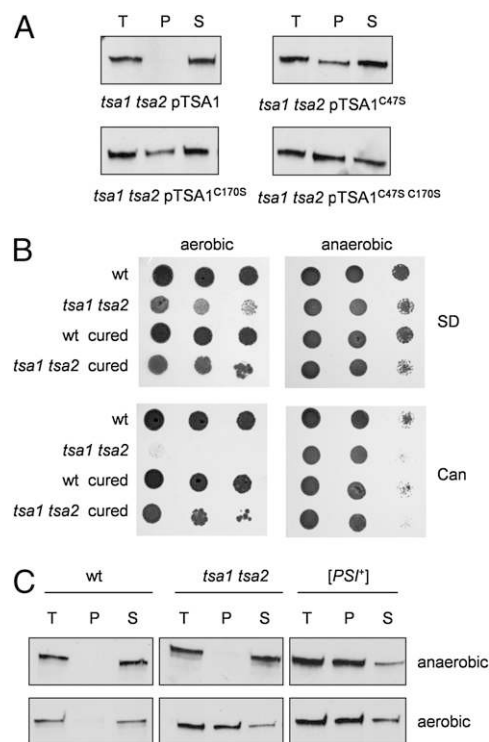 A
T P S T P S
tsa1 tsa2 pTSA1 tsa1 tsa2 pTSA1C47S
tsa1 tsa2 pTSA1C170S tsa1 tsa2 pTSA1C47S C170S
B
aerobic anaerobic
wt
tsa1 tsa2
wt cured
tsa1 tsa2 cured
SD
wt
tsa1 tsa2
wt cured
tsa1 tsa2 cured
Can
C
wt tsa1 tsa2 [PSI+]
T P S T P S T P S
anaerobic
aerobic